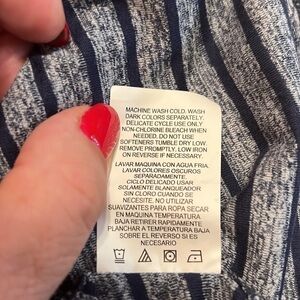 MACHINE WASH COLD. WASH
DARK COLORS SEPARATELY.
DELICATE CYCLE USE ONLY
NON-CHLORINE BLEACH WHEN
NEEDED. DO NOT USE
SOFTENERS TUMBLE DRY LOW.
REMOVE PROMPTLY. LOW IRON
ON REVERSE IF NECESSARY.
LAVAR MAQUINA CON AGUA FRIA.
LAVAR COLORES OSCUROS
SEPARADAMENTE.
CICLO DELICADO USAR
SOLAMENTE BLANQUEADOR
SIN CLORO CUANDO SE
NECESITE. NO UTILIZAR
SUAVIZANTES PARA ROPA SECAR
EN MAQUINA TEMPERATURA
BAJA RETIRER RAPIDAMENTE
PLANCHAR A TEMPERATURA BAJA
SOBRE EL REVERSO SI ES
NECESARIO